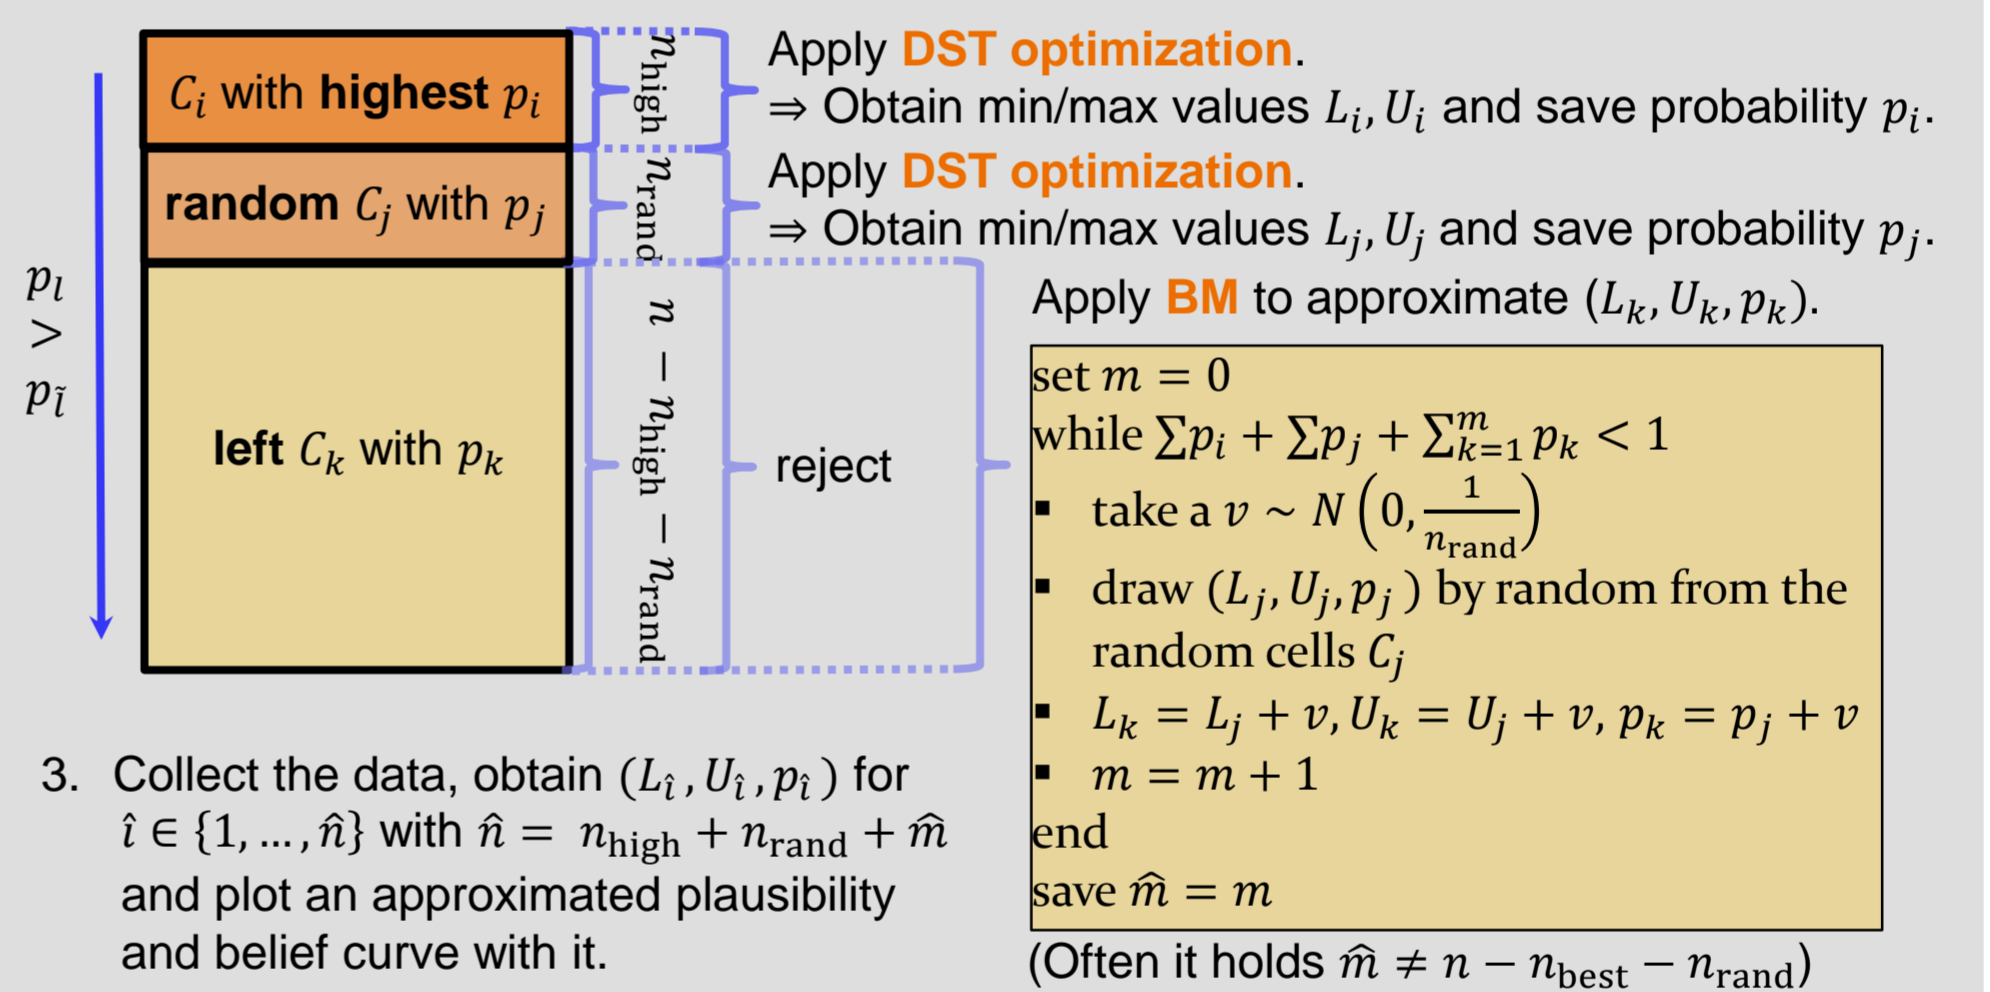 C_i with highest p_i
random C_j with p_j
left C_k with p_k
p_l
>
p_l̃
n_high
n_rand
n − n_high − n_rand
Apply DST optimization.
⇒ Obtain min/max values L_i, U_i and save probability p_i.
Apply DST optimization.
⇒ Obtain min/max values L_j, U_j and save probability p_j.
reject
Apply BM to approximate (L_k, U_k, p_k).
set m = 0
while ∑p_i + ∑p_j + ∑_{k=1}^m p_k < 1
▪ take a v ~ N(0, 1/n_rand)
▪ draw (L_j, U_j, p_j ) by random from the
random cells C_j
▪ L_k = L_j + v, U_k = U_j + v, p_k = p_j + v
▪ m = m + 1
end
save m̂ = m
(Often it holds m̂ ≠ n − n_best − n_rand)
3. Collect the data, obtain (L_î , U_î , p_î ) for
î ∈ {1, …, n̂} with n̂ = n_high + n_rand + m̂
and plot an approximated plausibility
and belief curve with it.